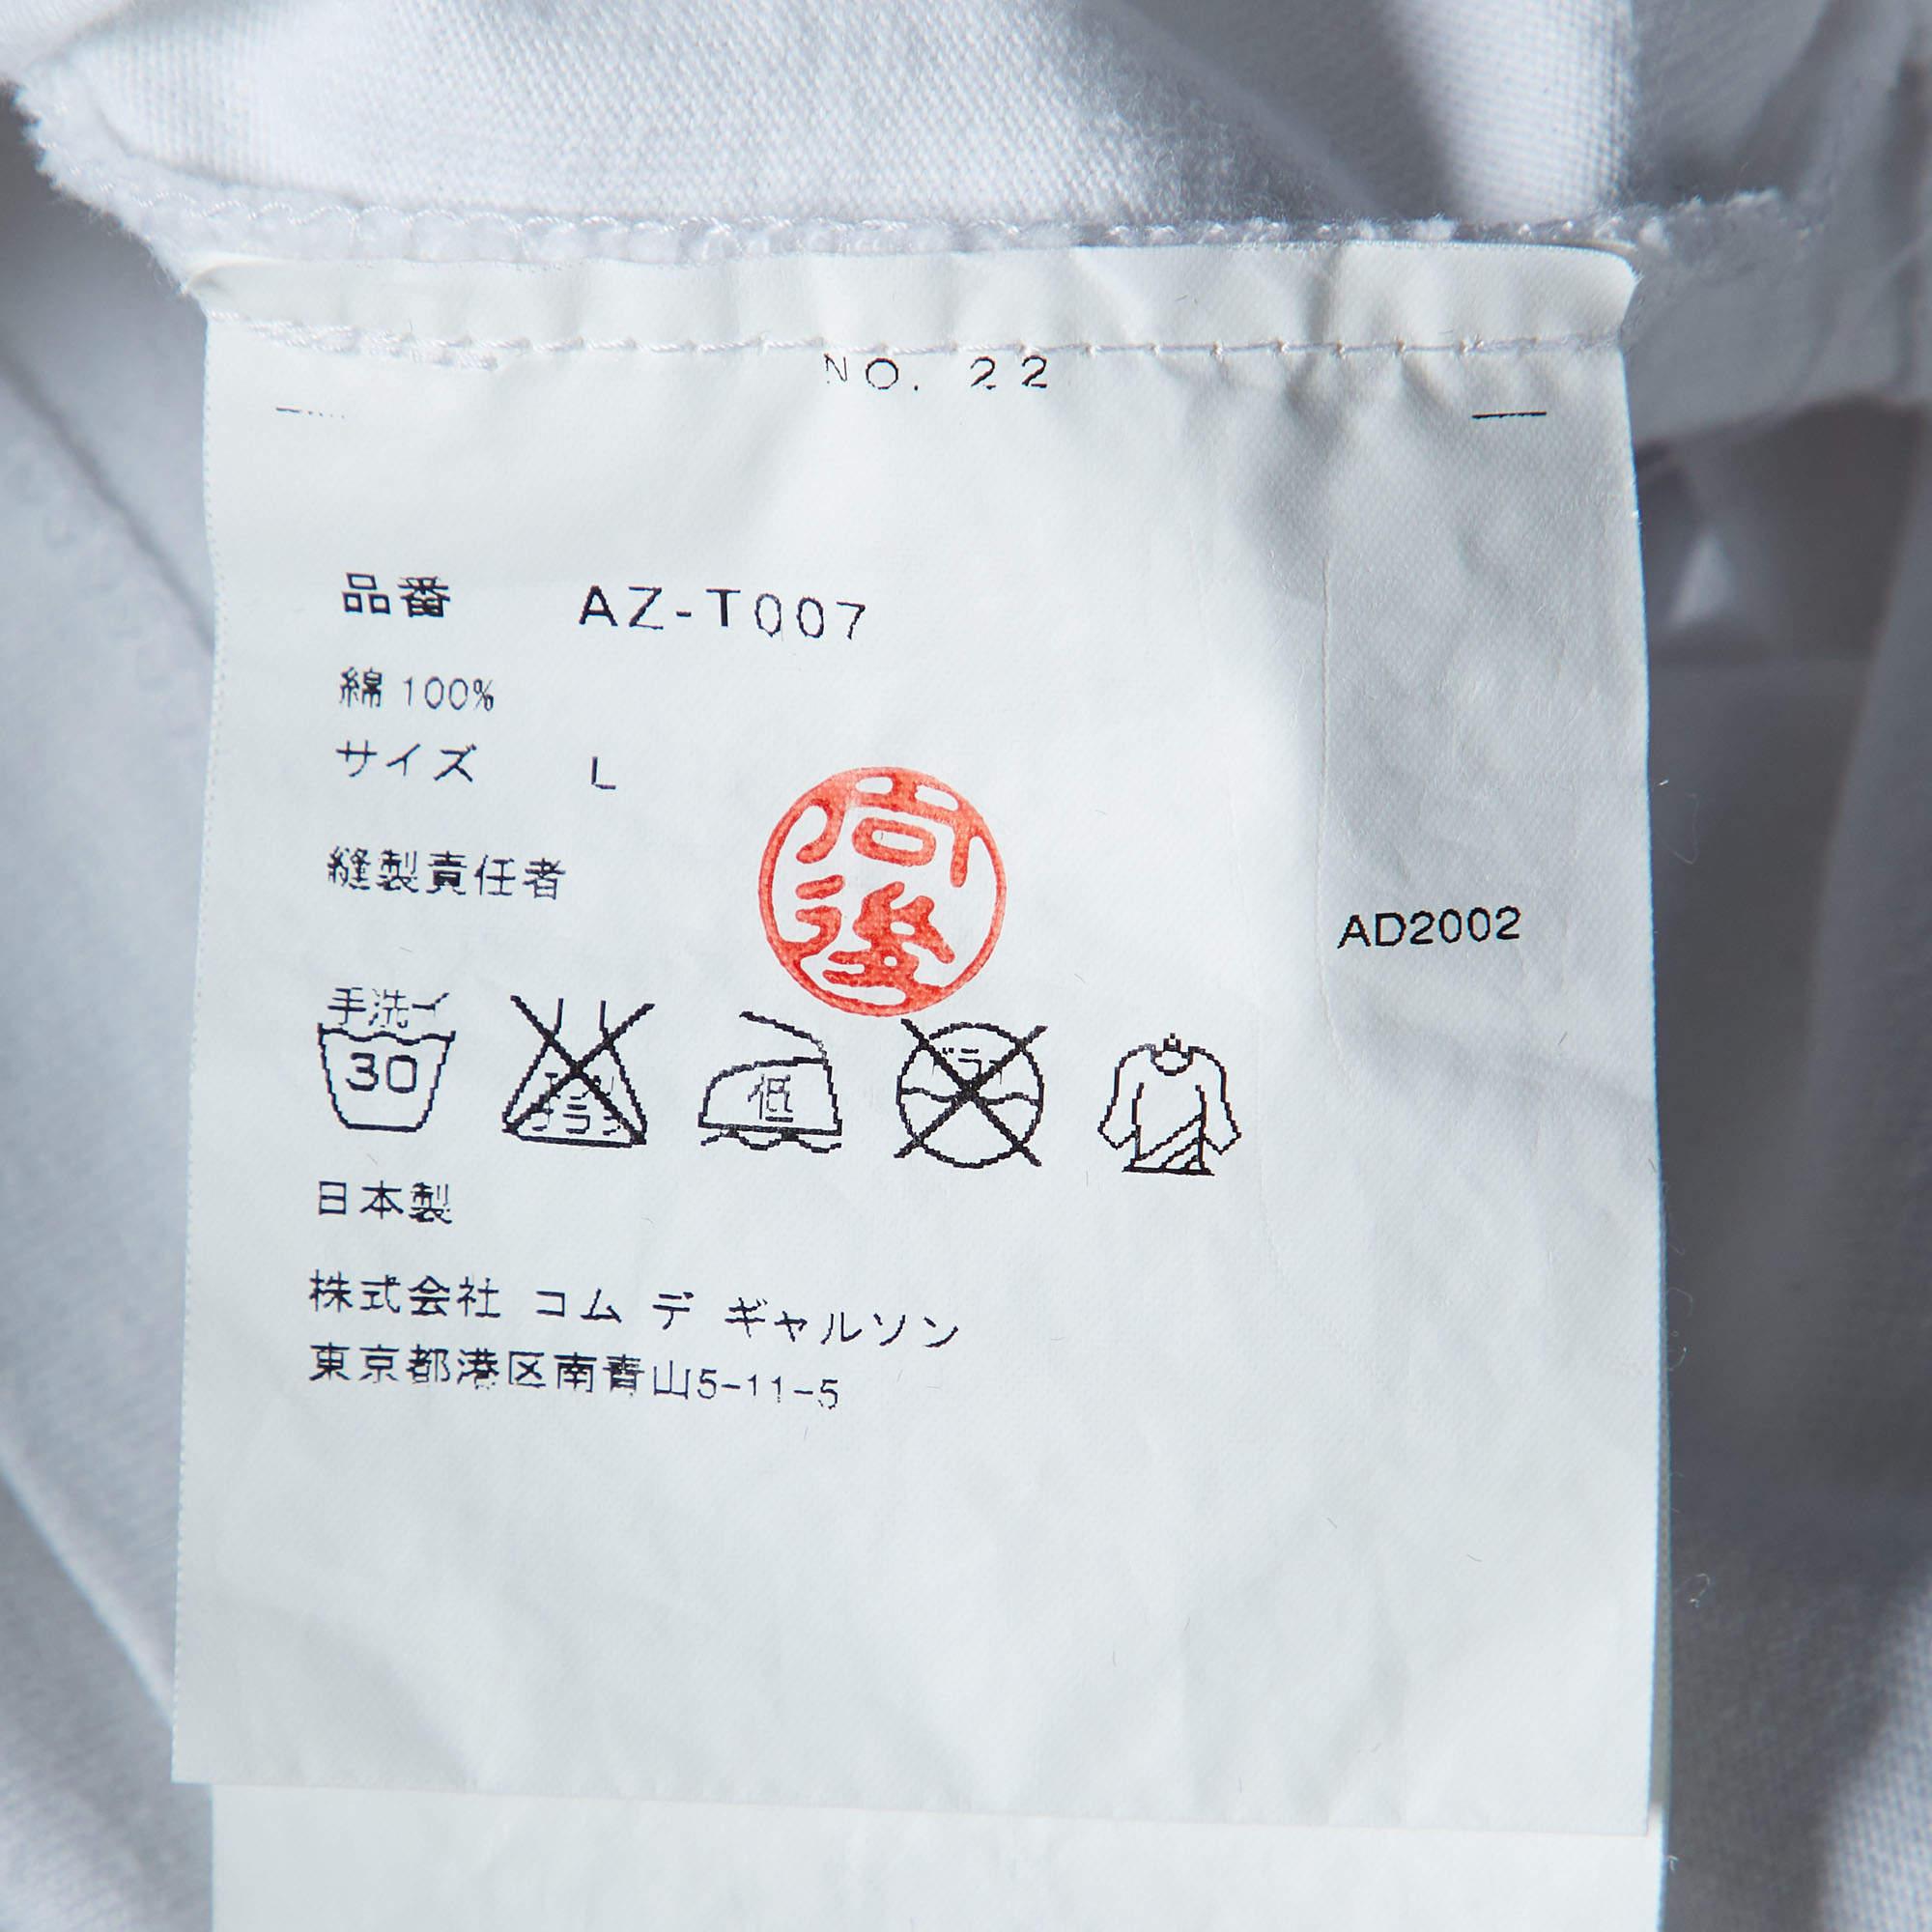 NO. 22
品番 AZ-T007
綿 100%
サイズ L
縫製責任者
AD2002
手洗イ
30
低
日本製
株式会社 コム デ ギャルソン
東京都港区南青山5-11-5